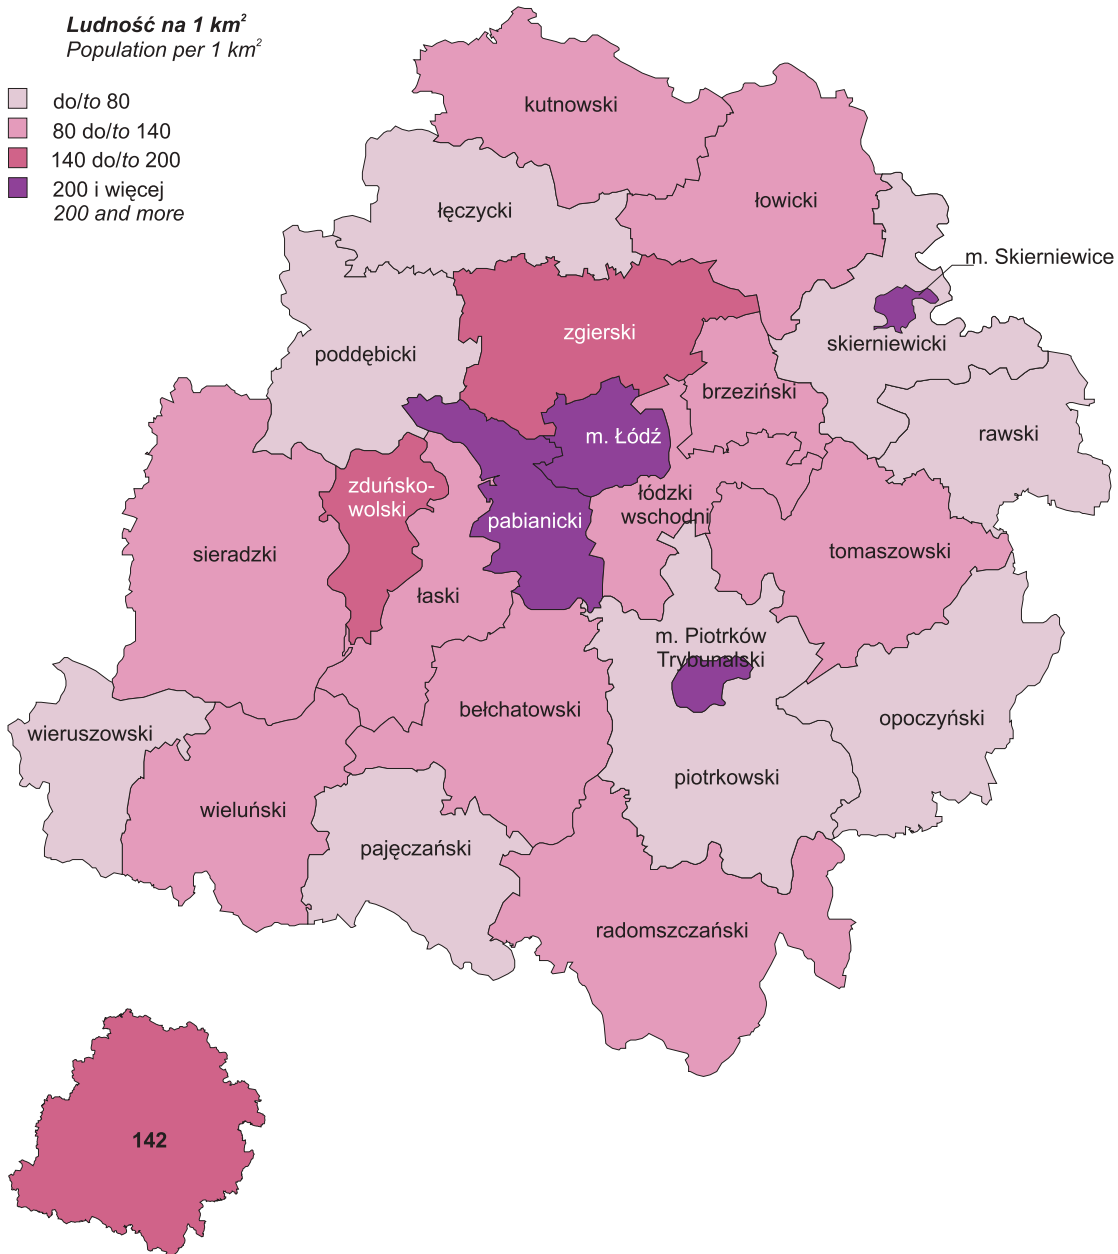 Ludność na 1 km²
Population per 1 km²
do/to 80
80 do/to 140
140 do/to 200
200 i więcej
200 and more
kutnowski
łowicki
łęczycki
m. Skierniewice
zgierski
skierniewicki
poddębicki
brzeziński
rawski
m. Łódź
zduńsko-
wolski
łódzki
wschodni
pabianicki
sieradzki
tomaszowski
łaski
m. Piotrków
Trybunalski
bełchatowski
opoczyński
wieruszowski
piotrkowski
wieluński
pajęczański
radomszczański
142